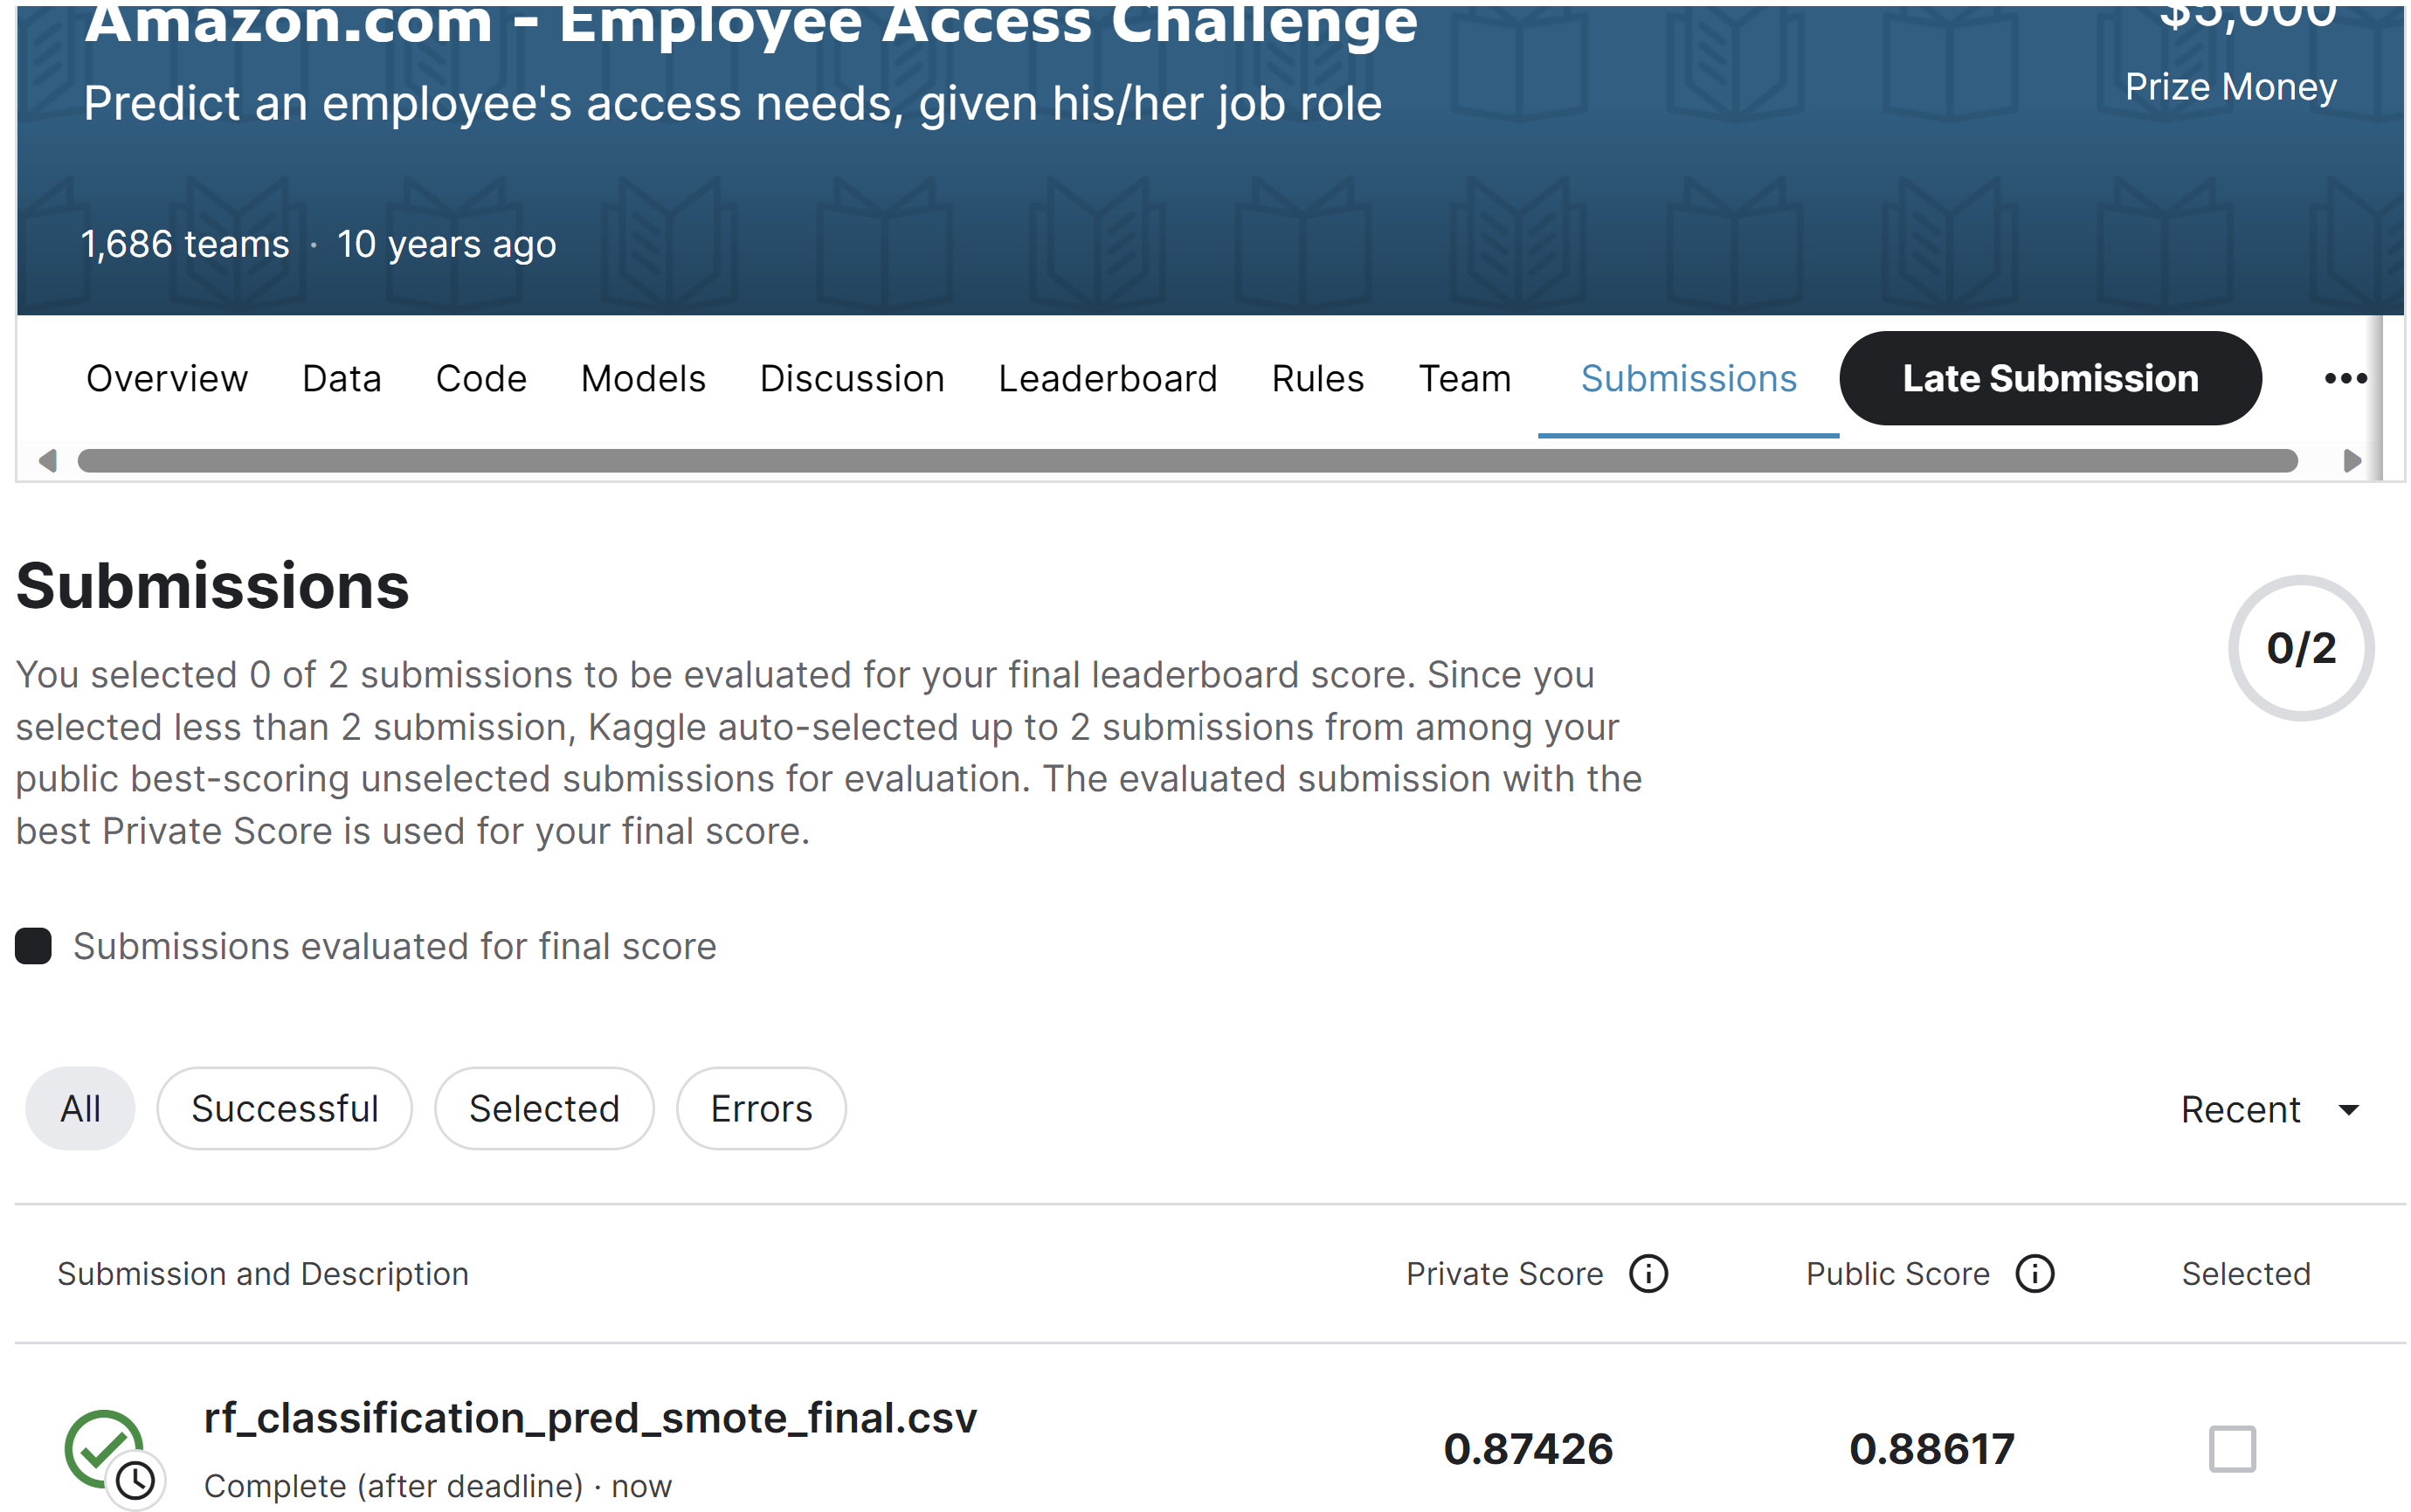 Amazon.com - Employee Access Challenge
$5,000
Predict an employee's access needs, given his/her job role
Prize Money
1,686 teams · 10 years ago
Overview Data Code Models Discussion Leaderboard Rules Team Submissions Late Submission •••
Submissions
0/2
You selected 0 of 2 submissions to be evaluated for your final leaderboard score. Since you
selected less than 2 submission, Kaggle auto-selected up to 2 submissions from among your
public best-scoring unselected submissions for evaluation. The evaluated submission with the
best Private Score is used for your final score.
Submissions evaluated for final score
All Successful Selected Errors Recent
Submission and Description Private Score Public Score Selected
rf_classification_pred_smote_final.csv
0.87426 0.88617
Complete (after deadline) · now